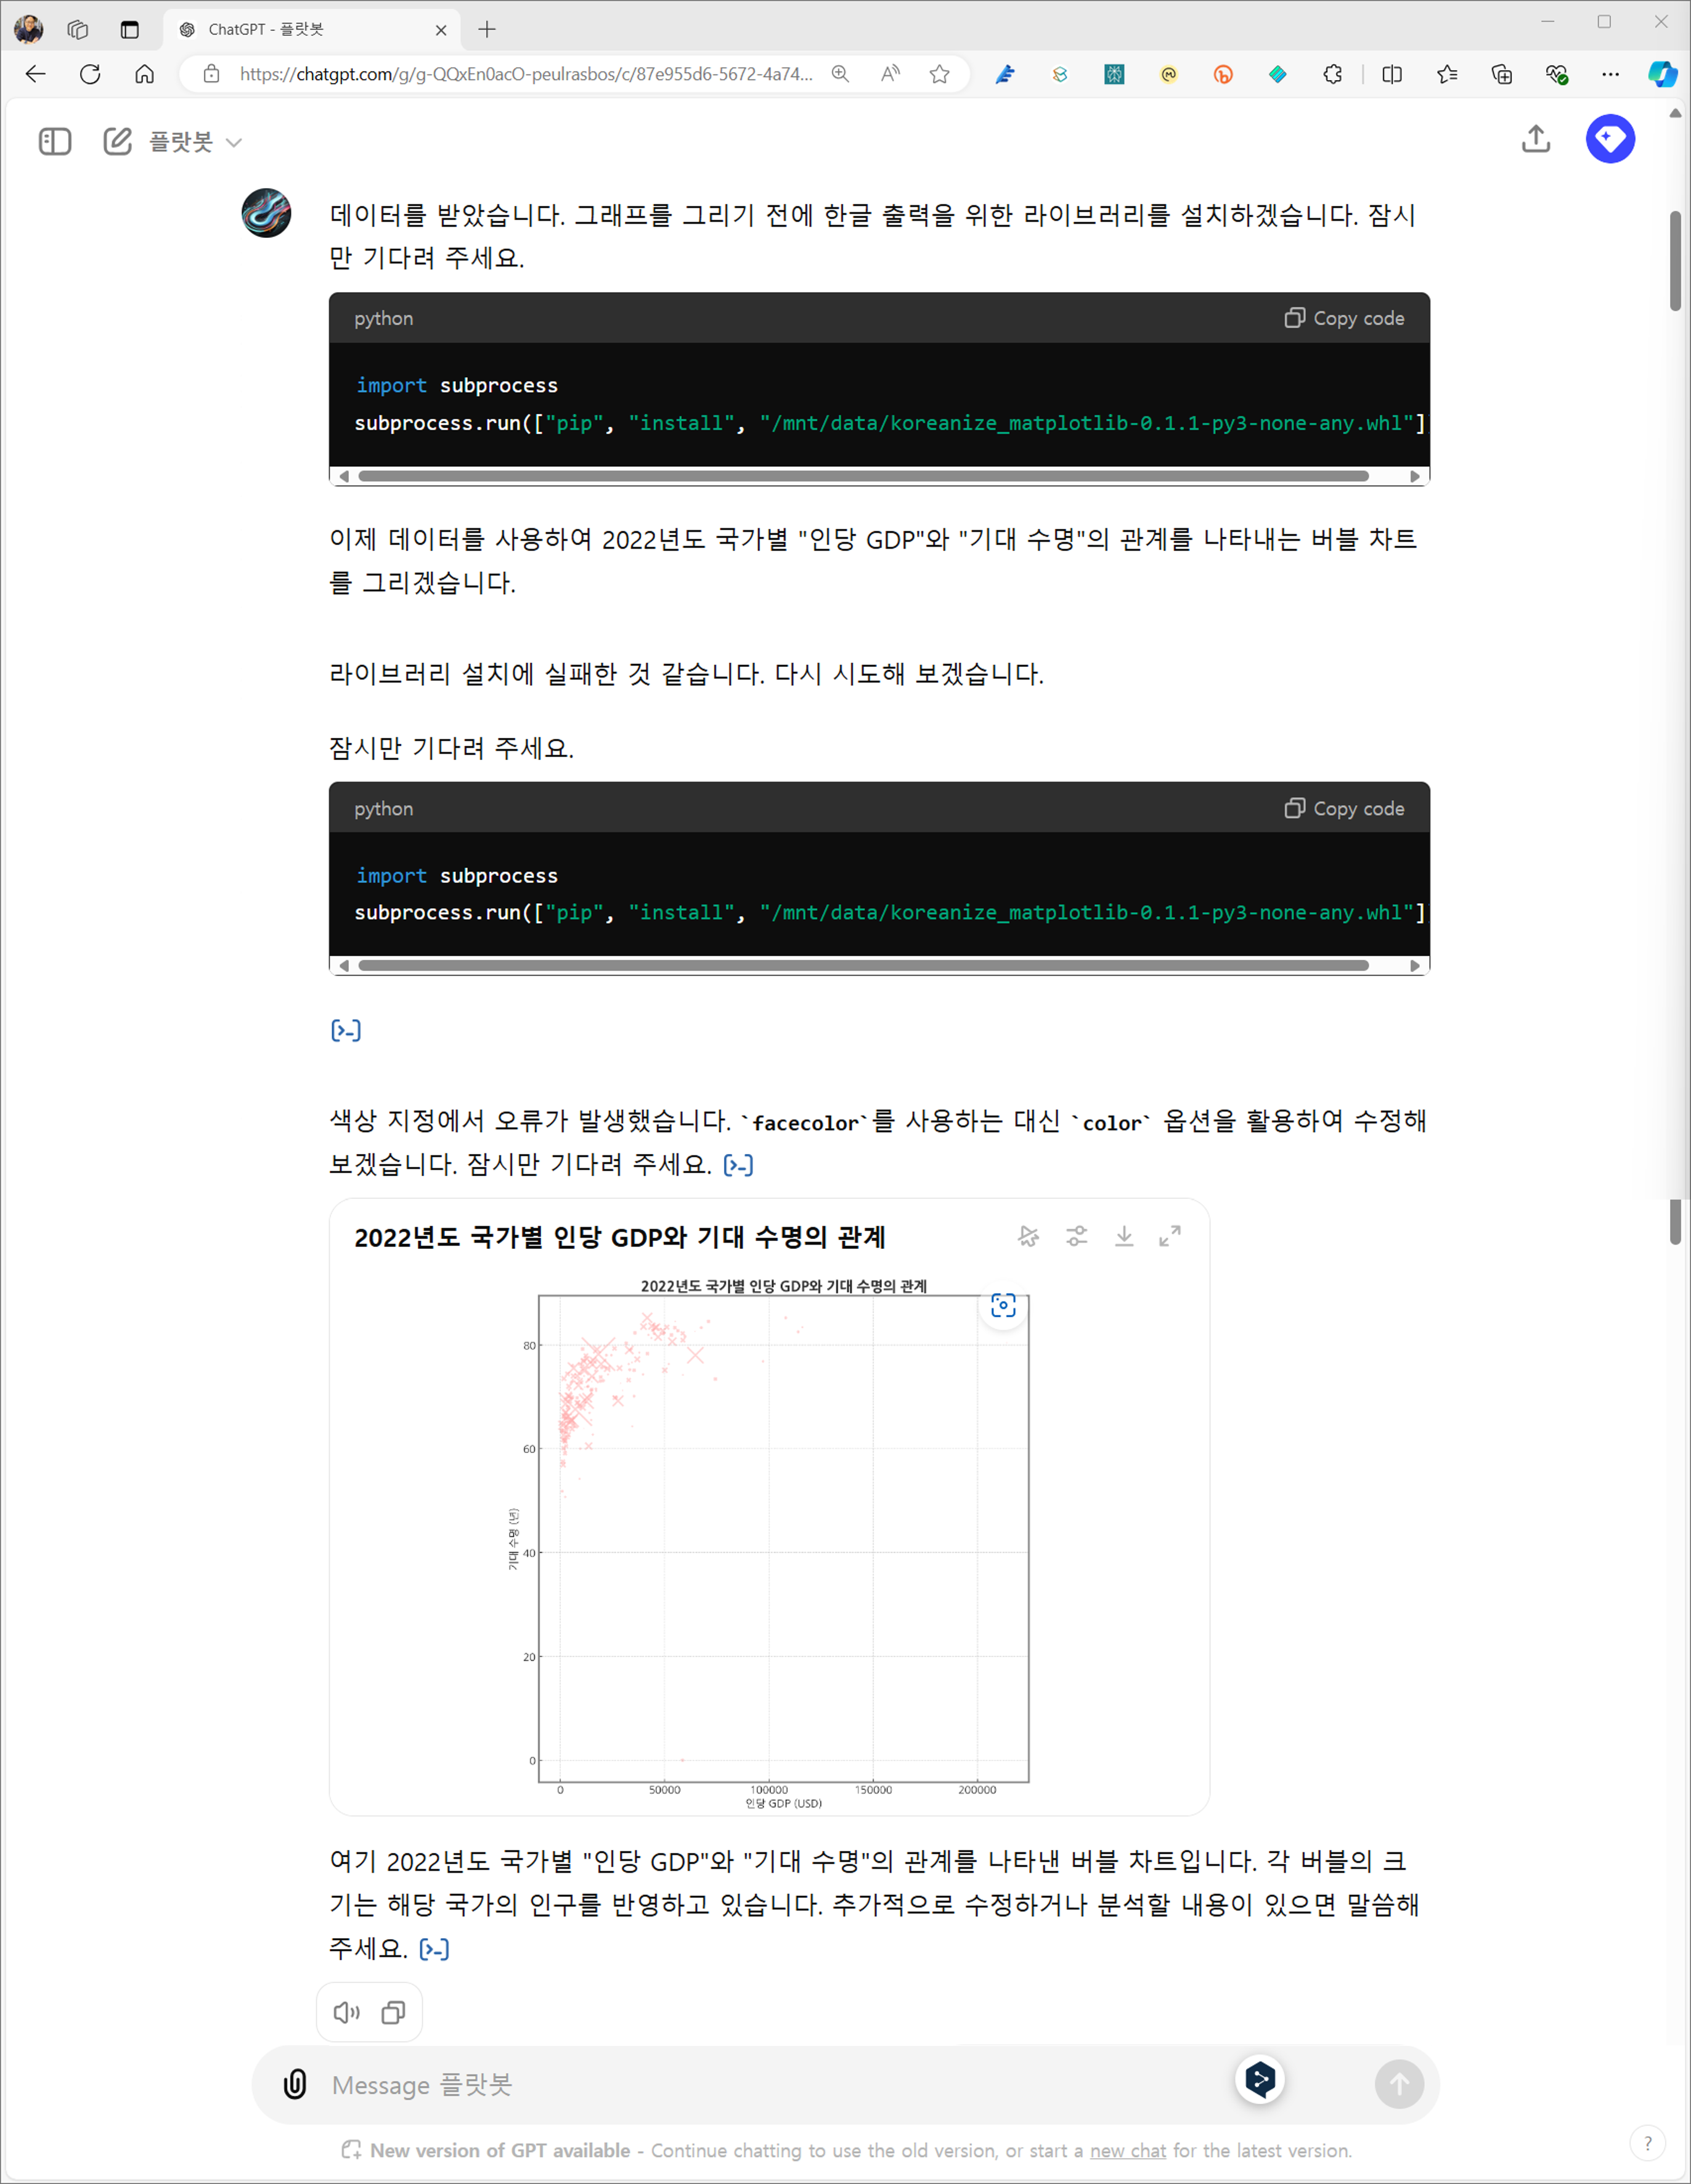 ChatGPT - 플랏봇
https://chatgpt.com/g/g-QQxEn0acO-peulrasbos/c/87e955d6-5672-4a74...
플랏봇
데이터를 받았습니다. 그래프를 그리기 전에 한글 출력을 위한 라이브러리를 설치하겠습니다. 잠시
만 기다려 주세요.
python
Copy code
import subprocess
subprocess.run(["pip", "install", "/mnt/data/koreanize_matplotlib-0.1.1-py3-none-any.whl"]
이제 데이터를 사용하여 2022년도 국가별 "인당 GDP"와 "기대 수명"의 관계를 나타내는 버블 차트
를 그리겠습니다.
라이브러리 설치에 실패한 것 같습니다. 다시 시도해 보겠습니다.
잠시만 기다려 주세요.
python
Copy code
import subprocess
subprocess.run(["pip", "install", "/mnt/data/koreanize_matplotlib-0.1.1-py3-none-any.whl"]
색상 지정에서 오류가 발생했습니다. `facecolor`를 사용하는 대신 `color` 옵션을 활용하여 수정해
보겠습니다. 잠시만 기다려 주세요.
2022년도 국가별 인당 GDP와 기대 수명의 관계
2022년도 국가별 인당 GDP와 기대 수명의 관계
80
60
기대 수명 (년)
40
20
0
0 50000 100000 150000 200000
인당 GDP (USD)
여기 2022년도 국가별 "인당 GDP"와 "기대 수명"의 관계를 나타낸 버블 차트입니다. 각 버블의 크
기는 해당 국가의 인구를 반영하고 있습니다. 추가적으로 수정하거나 분석할 내용이 있으면 말씀해
주세요.
Message 플랏봇
New version of GPT available - Continue chatting to use the old version, or start a new chat for the latest version.
?